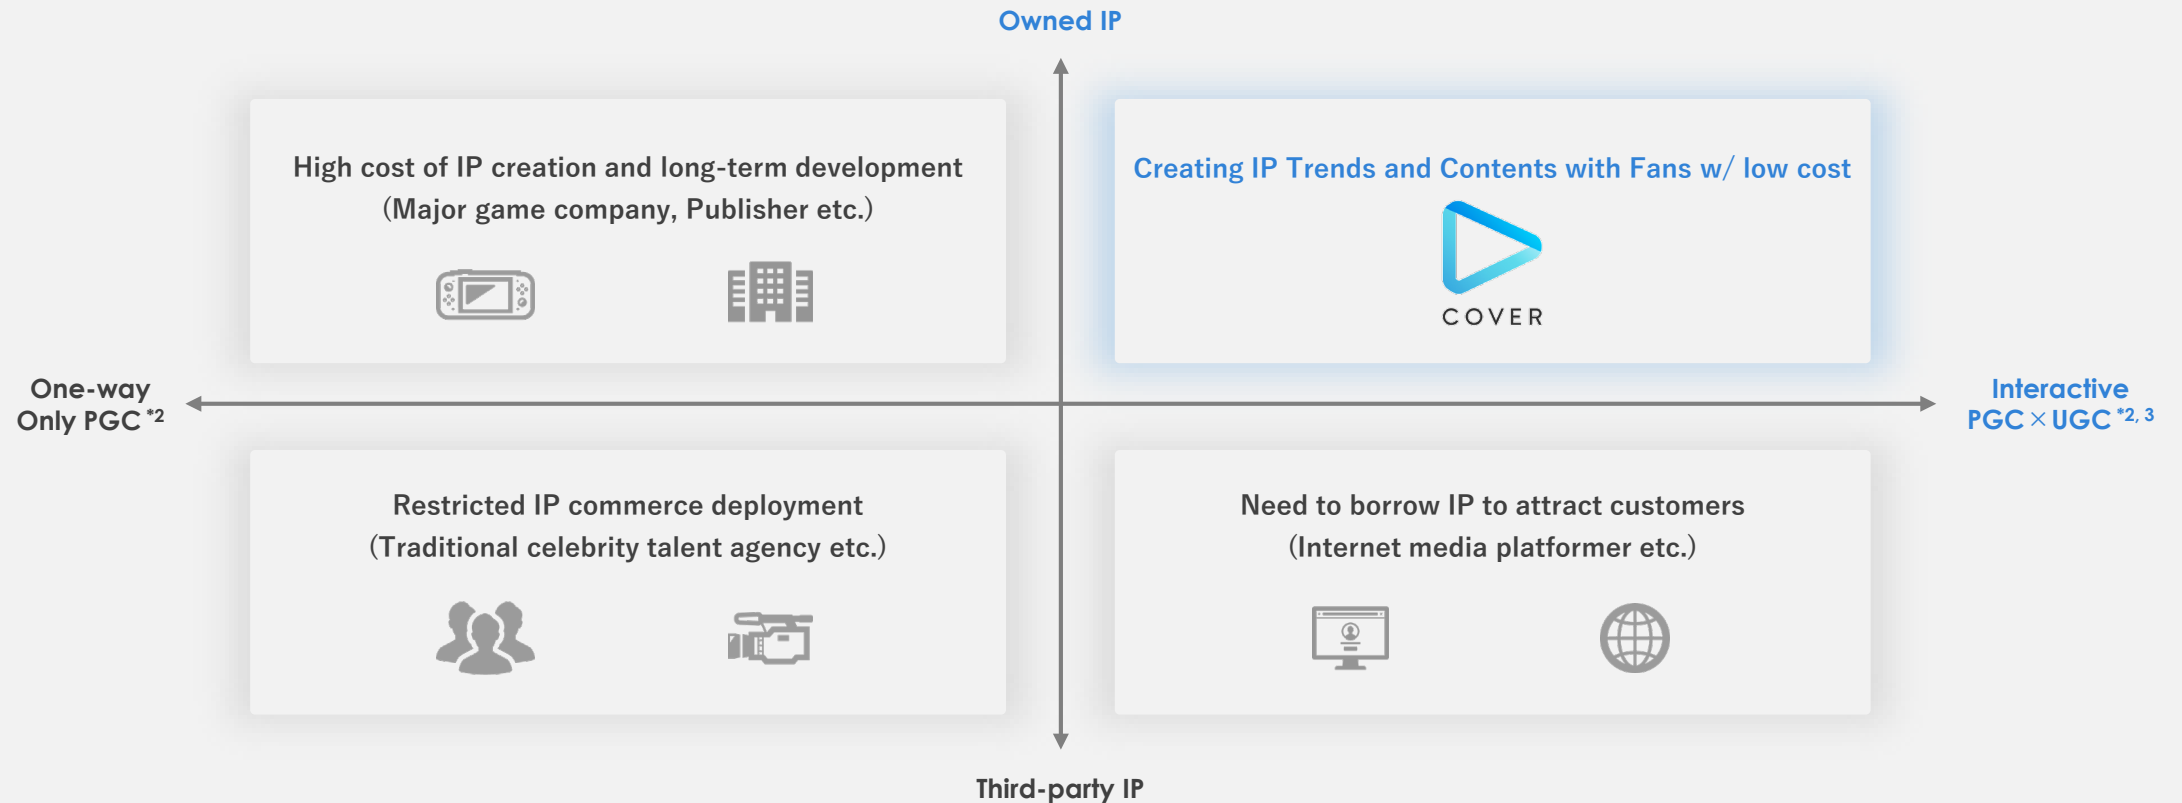 Owned IP
High cost of IP creation and long-term development
(Major game company, Publisher etc.)
Creating IP Trends and Contents with Fans w/ low cost
COVER
One-way
Only PGC *2
Interactive
PGC×UGC *2, 3
Restricted IP commerce deployment
(Traditional celebrity talent agency etc.)
Need to borrow IP to attract customers
(Internet media platformer etc.)
Third-party IP